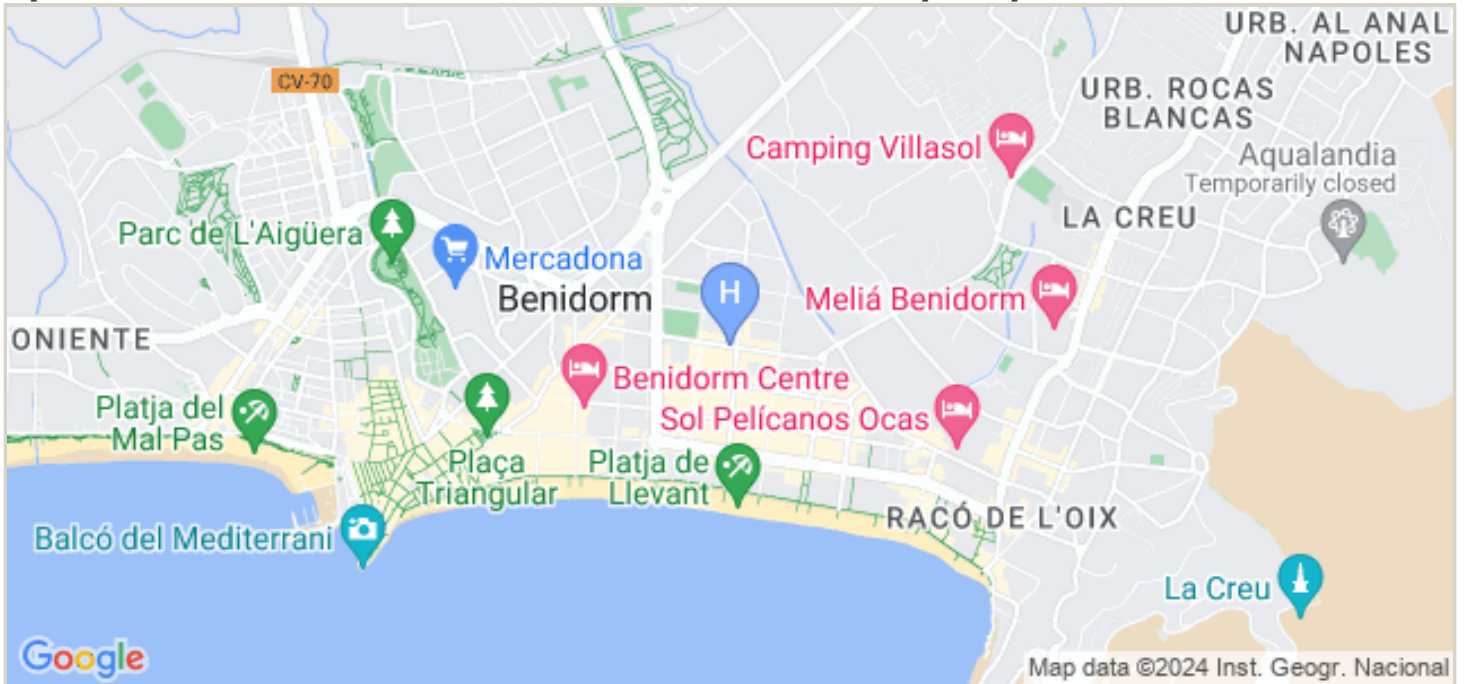 URB. AL ANAL
NAPOLES
CV-70
URB. ROCAS
BLANCAS
Camping Villasol
Aqualandia
Temporarily closed
LA CREU
Parc de L'Aigüera
Mercadona
Benidorm
H
Meliá Benidorm
ONIENTE
Benidorm Centre
Platja del
Mal Pas
Sol Pelícanos Ocas
Plaça
Triangular
Platja de
Llevant
RACÓ DE L'OIX
Balcó del Mediterrani
La Creu
Google
Map data ©2024 Inst. Geogr. Nacional